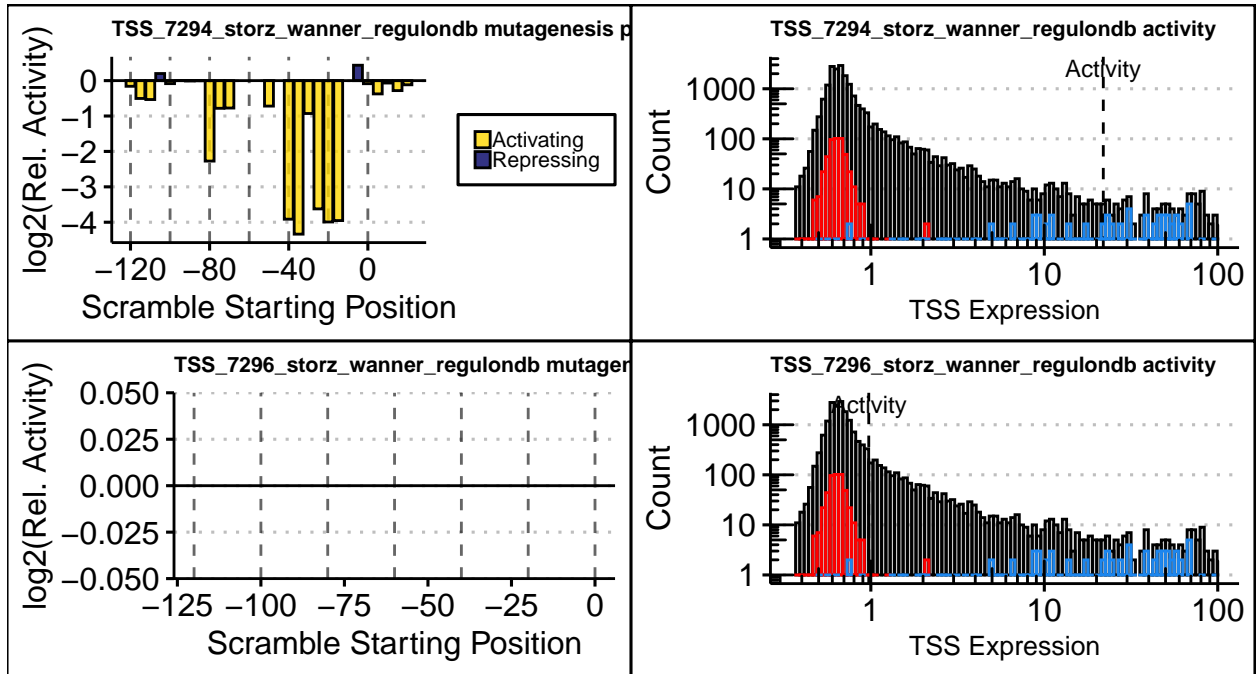 TSS_7294_storz_wanner_regulondb mutagenesis p
log2(Rel. Activity)
0
−1
−2
−3
−4
−120 −80 −40 0
Scramble Starting Position
Activating
Repressing
TSS_7294_storz_wanner_regulondb activity
Activity
Count
1000
100
10
1
1 10 100
TSS Expression
TSS_7296_storz_wanner_regulondb mutagen
log2(Rel. Activity)
0.050
0.025
0.000
−0.025
−0.050
−125 −100 −75 −50 −25 0
Scramble Starting Position
TSS_7296_storz_wanner_regulondb activity
Activity
Count
1000
100
10
1
1 10 100
TSS Expression